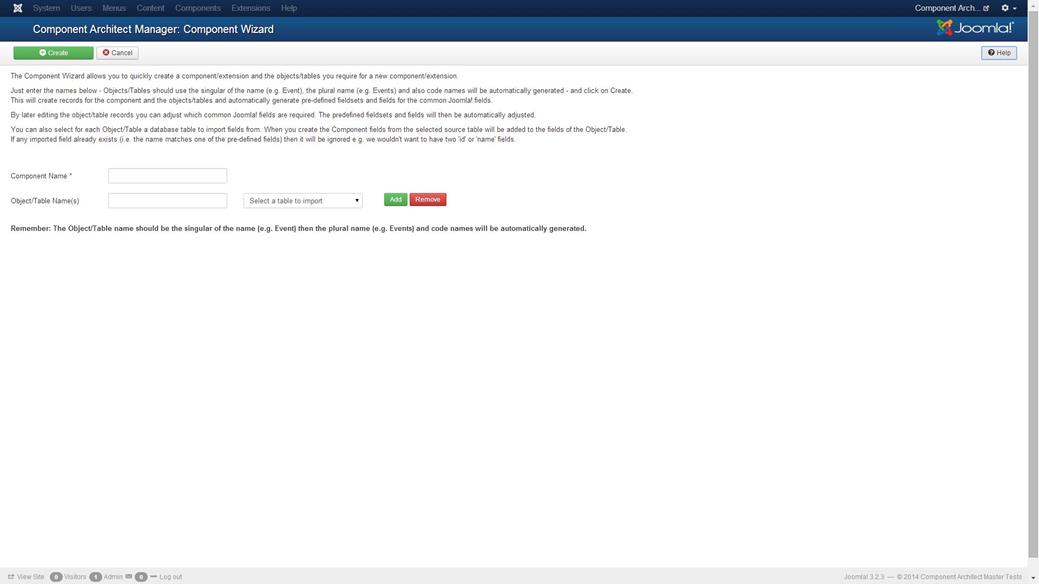 System Users Menus Content Components Extensions Help Component Arch...
Component Architect Manager: Component Wizard Joomla!®
Create Cancel Help
The Component Wizard allows you to quickly create a component/extension and the objects/tables you require for a new component/extension.
Just enter the names below - Objects/Tables should use the singular of the name (e.g. Event), the plural name (e.g. Events) and also code names will be automatically generated - and click on Create.
This will create records for the component and the objects/tables and automatically generate pre-defined fieldsets and fields for the common Joomla! fields.
By later editing the object/table records you can adjust which common Joomla! fields are required. The predefined fieldsets and fields will then be automatically adjusted.
You can also select for each Object/Table a database table to import fields from. When you create the Component fields from the selected source table will be added to the fields of the Object/Table.
If any imported field already exists (i.e. the name matches one of the pre-defined fields) then it will be ignored e.g. we wouldn't want to have two 'id' or 'name' fields.
Component Name *
Object/Table Name(s) Select a table to import Add Remove
Remember: The Object/Table name should be the singular of the name (e.g. Event) then the plural name (e.g. Events) and code names will be automatically generated.
View Site 0 Visitors 1 Admin 0 Log out Joomla! 3.2.3 — © 2014 Component Architect Master Tests